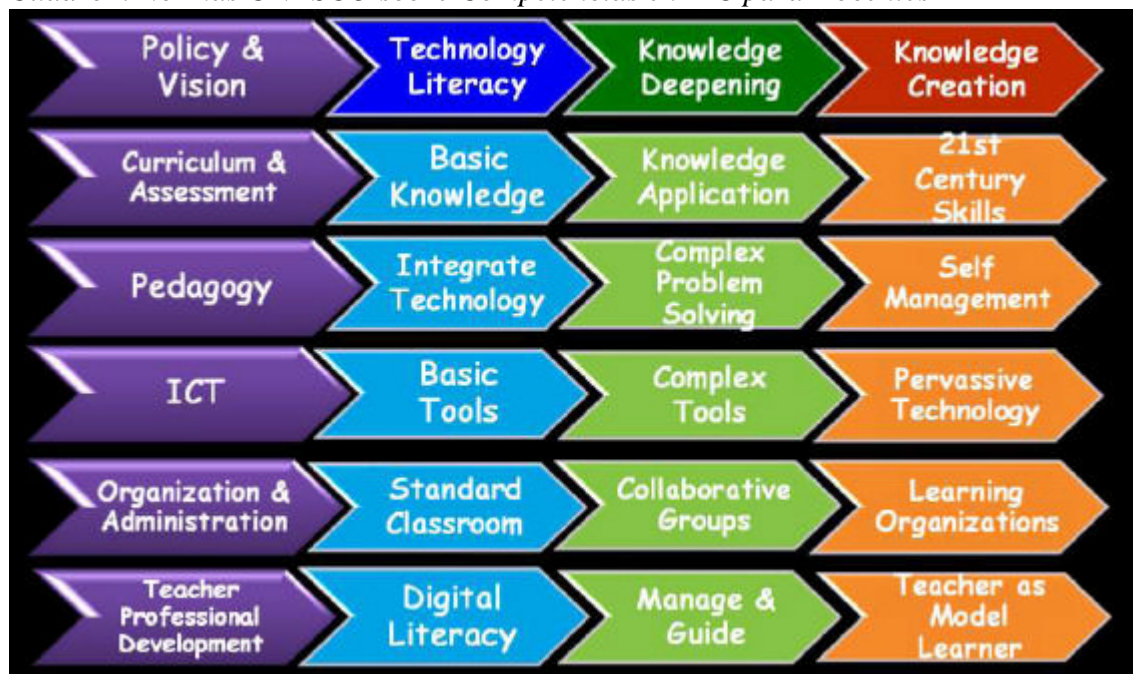 Policy &
Vision
Technology
Literacy
Knowledge
Deepening
Knowledge
Creation
Curriculum &
Assessment
Basic
Knowledge
Knowledge
Application
21st
Century
Skills
Pedagogy
Integrate
Technology
Complex
Problem
Solving
Self
Management
ICT
Basic
Tools
Complex
Tools
Pervassive
Technology
Organization &
Administration
Standard
Classroom
Collaborative
Groups
Learning
Organizations
Teacher
Professional
Development
Digital
Literacy
Manage &
Guide
Teacher as
Model
Learner